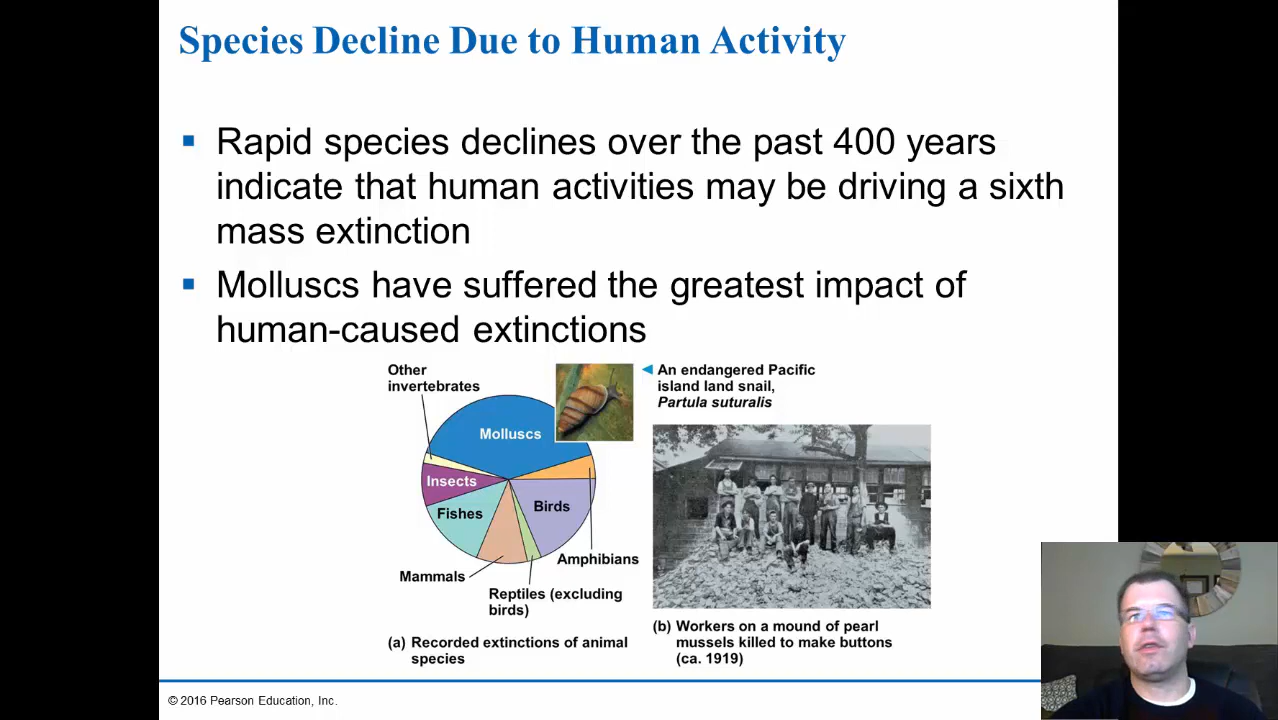 Species Decline Due to Human Activity
▪ Rapid species declines over the past 400 years
indicate that human activities may be driving a sixth
mass extinction
▪ Molluscs have suffered the greatest impact of
human-caused extinctions
Other
invertebrates
Molluscs
Insects
Fishes
Birds
Amphibians
Mammals
Reptiles (excluding
birds)
(a) Recorded extinctions of animal
species
An endangered Pacific
island land snail,
Partula suturalis
(b) Workers on a mound of pearl
mussels killed to make buttons
(ca. 1919)
© 2016 Pearson Education, Inc.